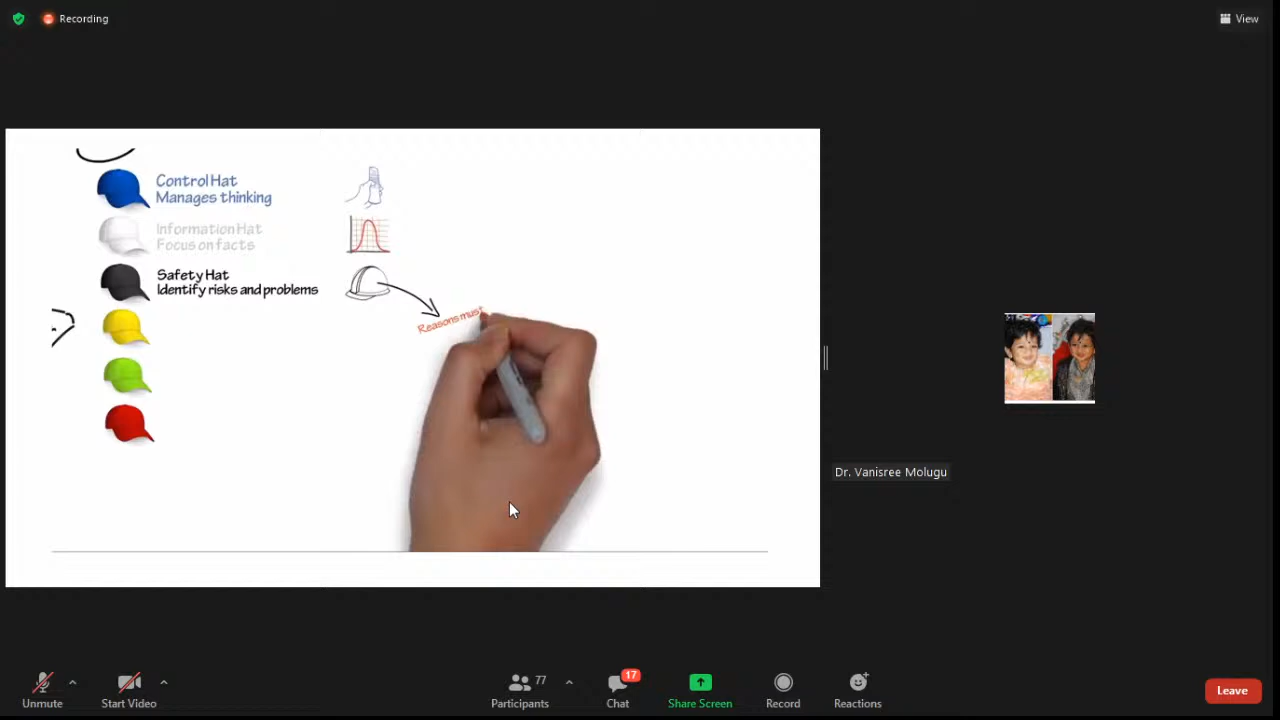 Recording
View
Control Hat
Manages thinking
Information Hat
Focus on facts
Safety Hat
Identify risks and problems
Reasons must
Dr. Vanisree Molugu
77
17
Unmute
Start Video
Participants
Chat
Share Screen
Record
Reactions
Leave